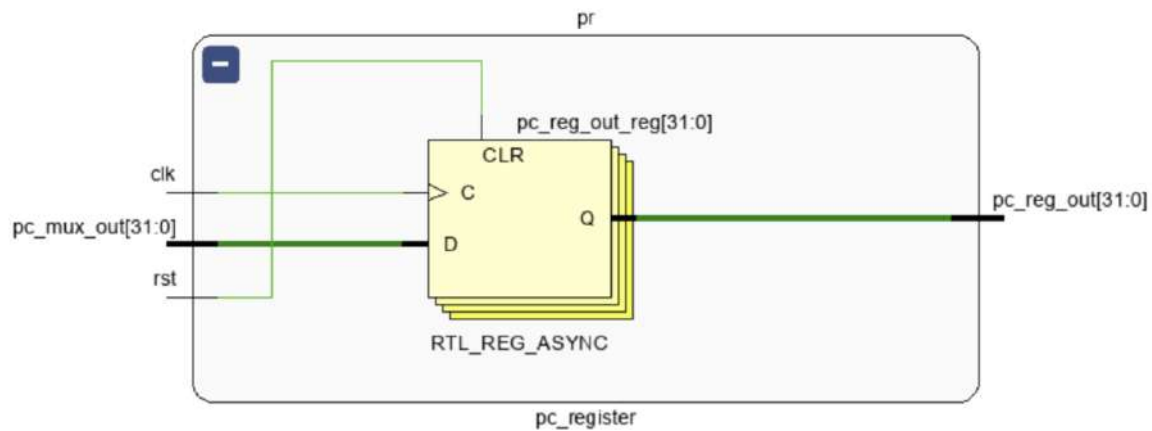 pr
pc_reg_out_reg[31:0]
CLR
clk
C
pc_reg_out[31:0]
pc_mux_out[31:0]
Q
D
rst
RTL_REG_ASYNC
pc_register